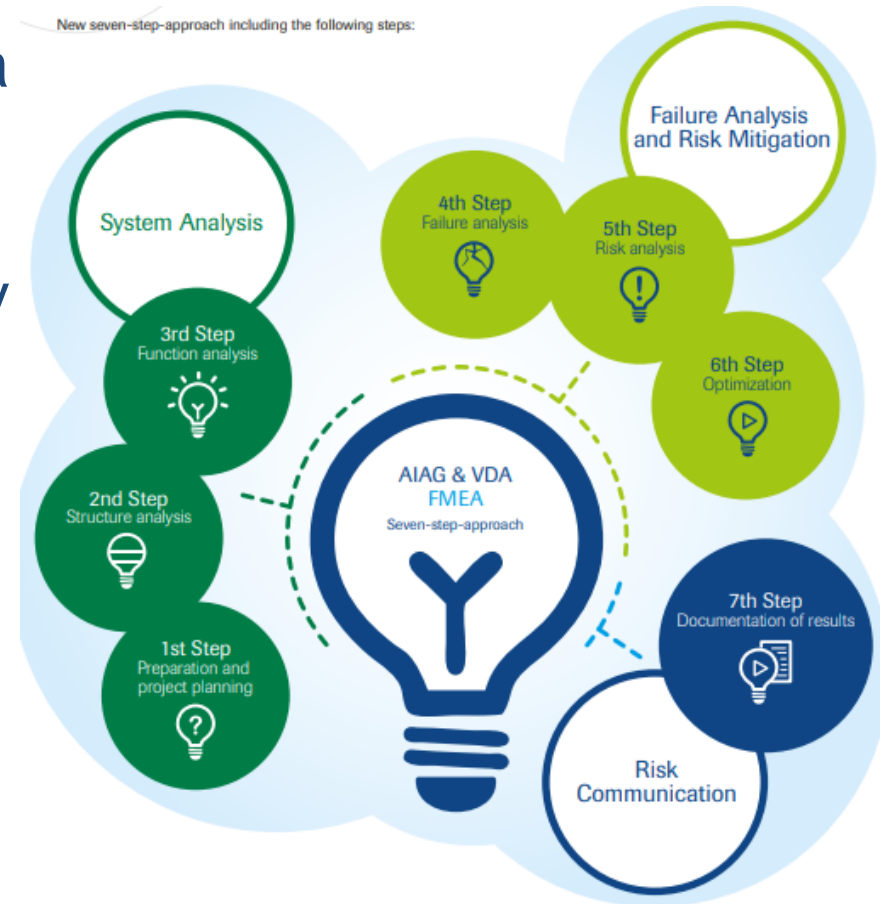 New seven-step-approach including the following steps:
a
y
System Analysis
3rd Step
Function analysis
2nd Step
Structure analysis
1st Step
Preparation and
project planning
?
Failure Analysis
and Risk Mitigation
4th Step
Failure analysis
5th Step
Risk analysis
!
6th Step
Optimization
AIAG & VDA
FMEA
Seven-step-approach
7th Step
Documentation of results
Risk
Communication